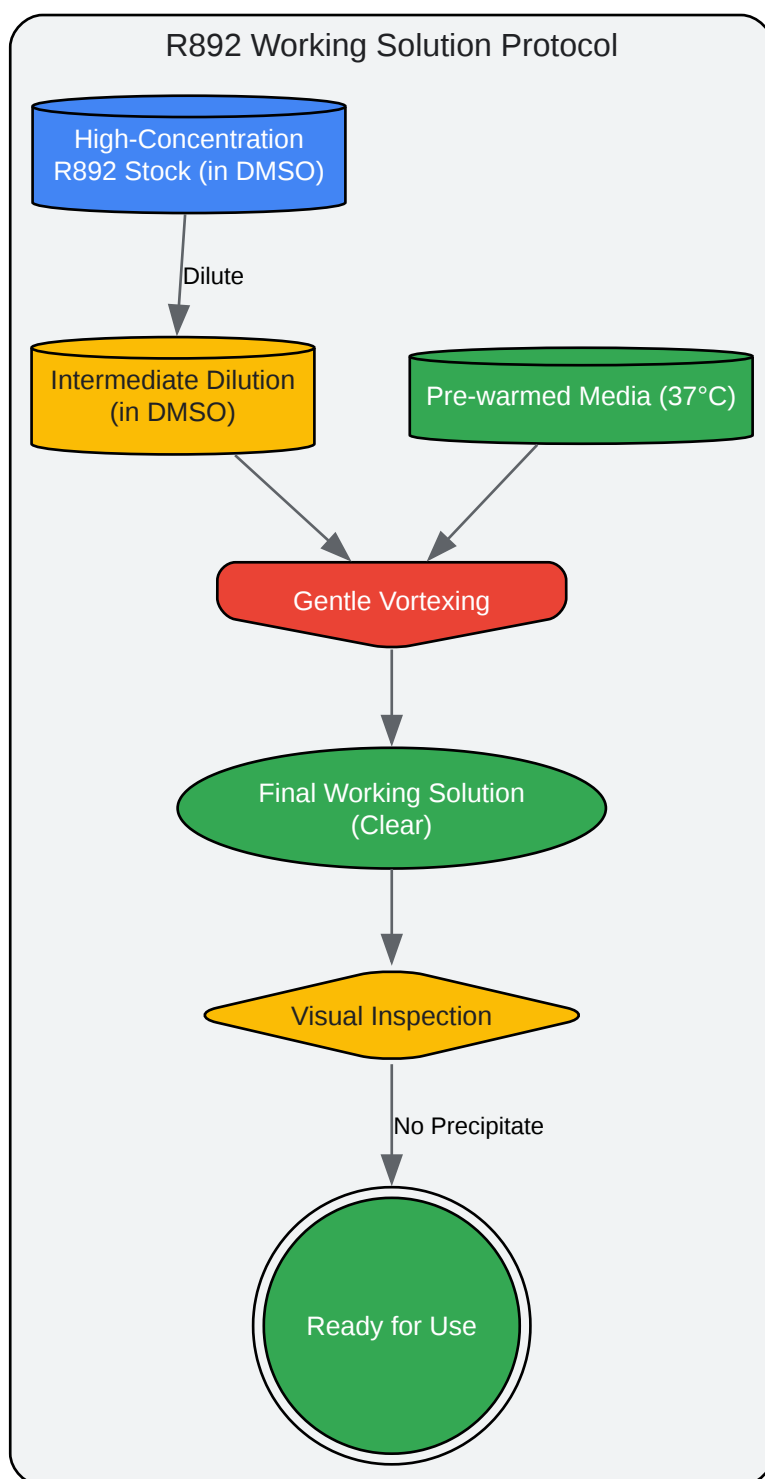 R892 Working Solution Protocol
High-Concentration
R892 Stock (in DMSO)
Dilute
Intermediate Dilution
(in DMSO)
Pre-warmed Media (37°C)
Gentle Vortexing
Final Working Solution
(Clear)
Visual Inspection
No Precipitate
Ready for Use